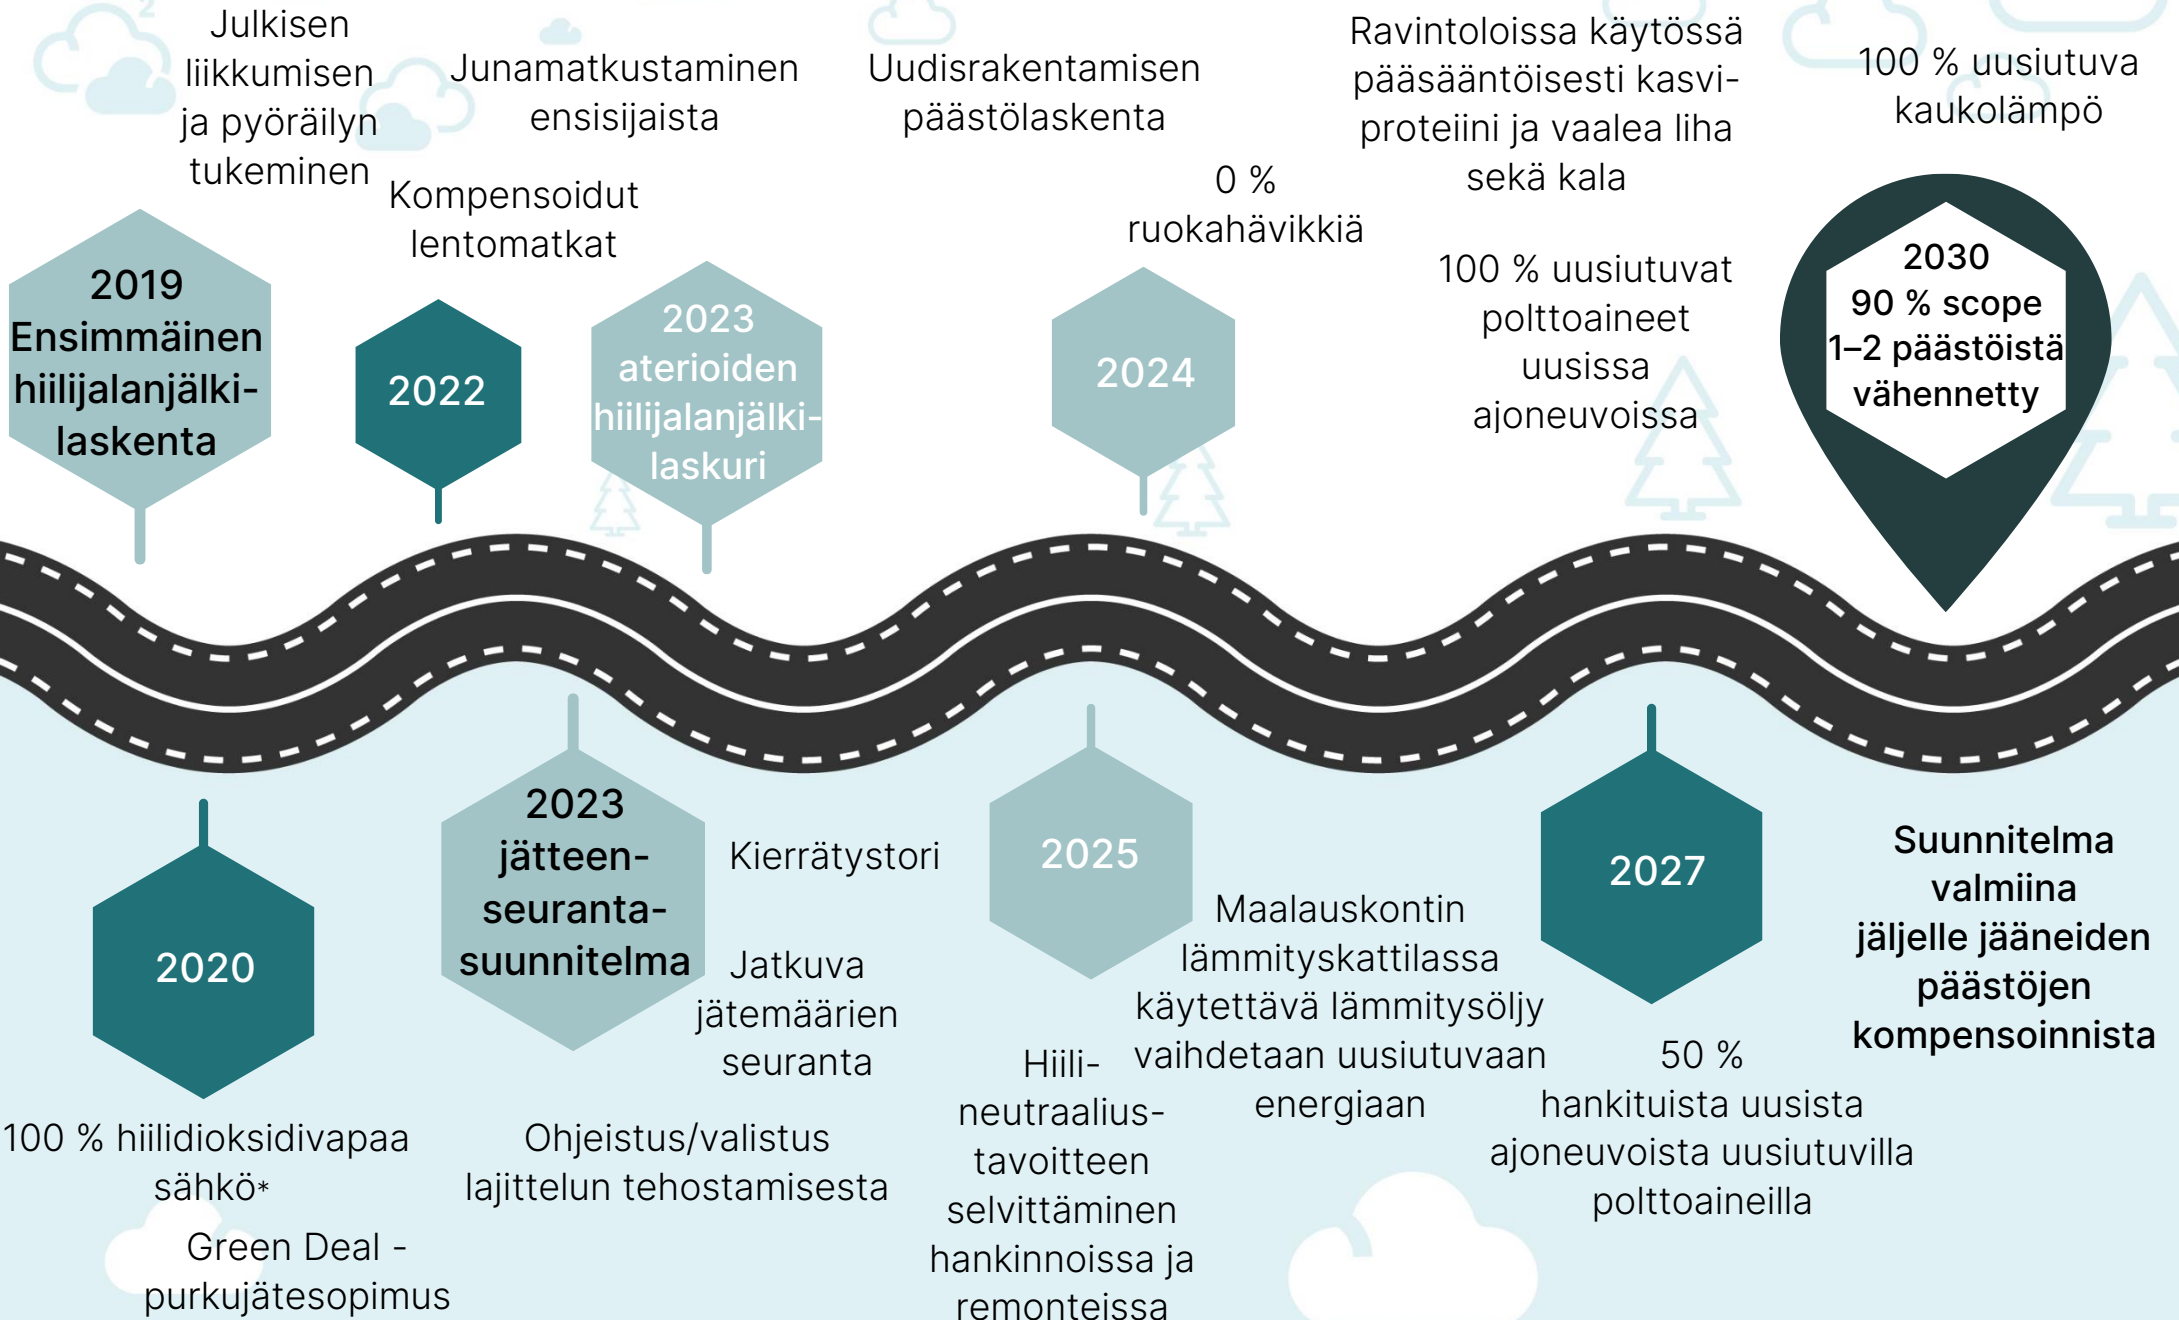 2
Julkisen
liikkumisen
ja pyöräilyn
tukeminen
Junamatkustaminen
ensisijaista
Kompensoidut
lentomatkat
Uudisrakentamisen
päästölaskenta
0 %
ruokahävikkiä
Ravintoloissa käytössä
pääsääntöisesti kasvi-
proteiini ja vaalea liha
sekä kala
100 % uusiutuvat
polttoaineet
uusissa
ajoneuvoissa
100 % uusiutuva
kaukolämpö
2019
Ensimmäinen
hiilijalanjälki-
laskenta
2022
2023
aterioiden
hiilijalanjälki-
laskuri
2024
2030
90 % scope
1–2 päästöistä
vähennetty
2020
100 % hiilidioksidivapaa
sähkö*
Green Deal -
purkujätesopimus
2023
jätteen-
seuranta-
suunnitelma
Kierrätystori
Jatkuva
jätemäärien
seuranta
Ohjeistus/valistus
lajittelun tehostamisesta
2025
Hiili-
neutraalius-
tavoitteen
selvittäminen
hankinnoissa ja
remonteissa
Maalauskontin
lämmityskattilassa
käytettävä lämmitysöljy
vaihdetaan uusiutuvaan
energiaan
2027
50 %
hankituista uusista
ajoneuvoista uusiutuvilla
polttoaineilla
Suunnitelma
valmiina
jäljelle jääneiden
päästöjen
kompensoinnista